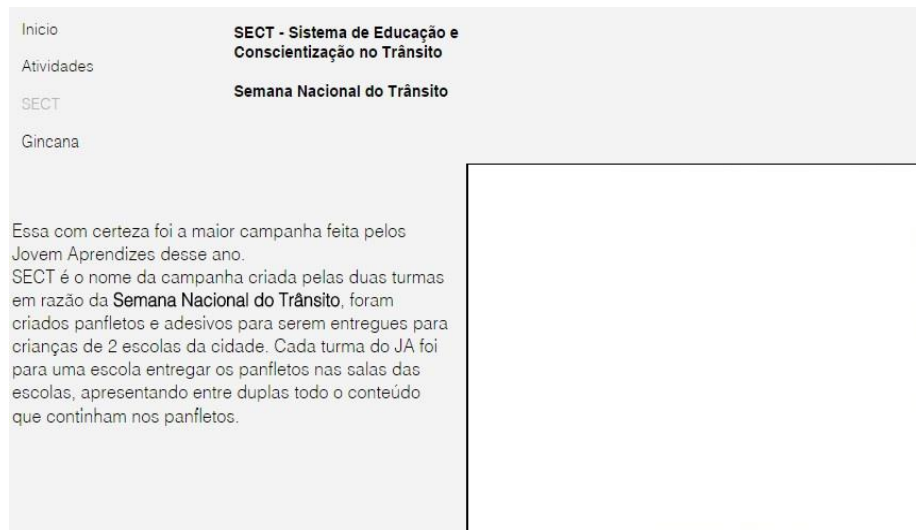 Inicio
Atividades
SECT
Gincana
SECT - Sistema de Educação e
Conscientização no Trânsito
Semana Nacional do Trânsito
Essa com certeza foi a maior campanha feita pelos
Jovem Aprendizes desse ano.
SECT é o nome da campanha criada pelas duas turmas
em razão da Semana Nacional do Trânsito, foram
criados panfletos e adesivos para serem entregues para
crianças de 2 escolas da cidade. Cada turma do JA foi
para uma escola entregar os panfletos nas salas das
escolas, apresentando entre duplas todo o conteúdo
que continham nos panfletos.